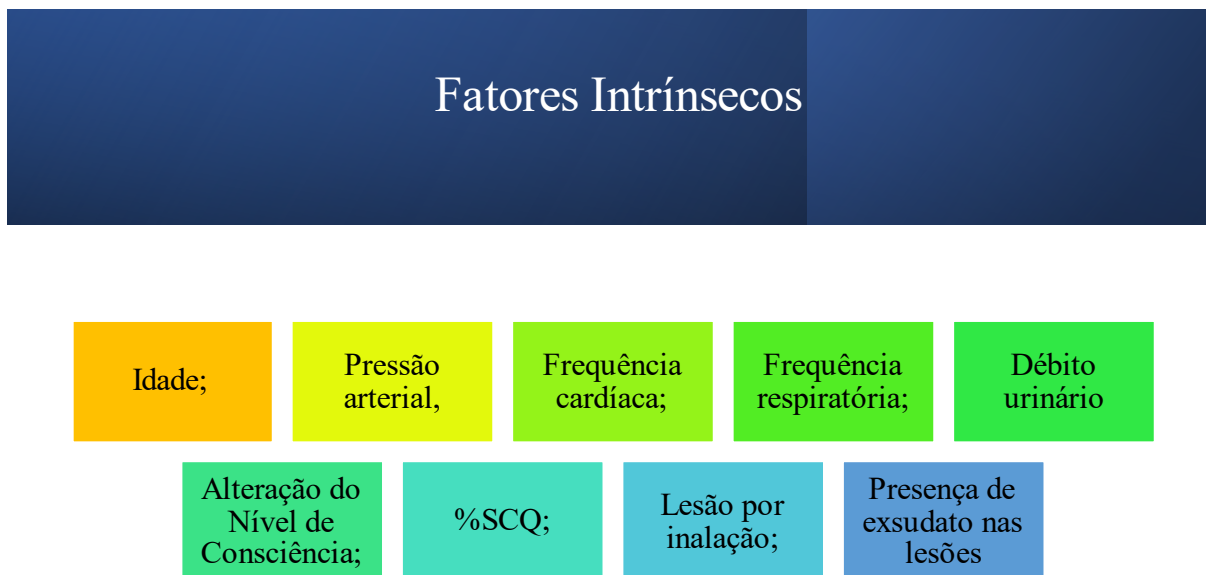 Fatores Intrínsecos
Idade;
Pressão
arterial,
Frequência
cardíaca;
Frequência
respiratória;
Débito
urinário
Alteração do
Nível de
Consciência;
%SCQ;
Lesão por
inalação;
Presença de
exsudato nas
lesões